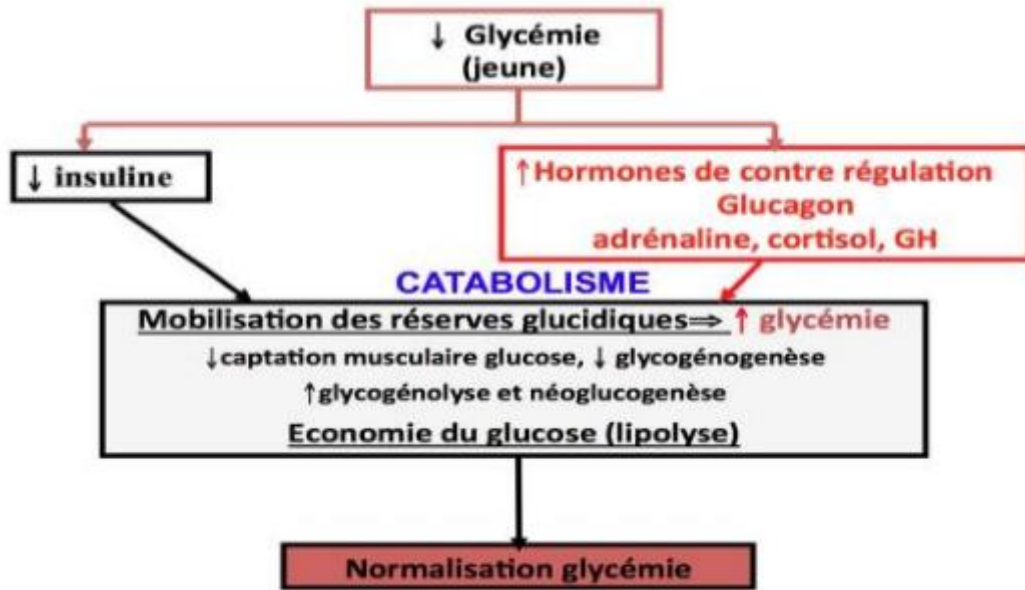 ↓ Glycémie
(jeune)
↓ insuline
↑Hormones de contre régulation
Glucagon
adrénaline, cortisol, GH
CATABOLISME
Mobilisation des réserves glucidiques⇒ ↑ glycémie
↓captation musculaire glucose, ↓ glycogénogenèse
↑glycogénolyse et néoglucogenèse
Economie du glucose (lipolyse)
Normalisation glycémie